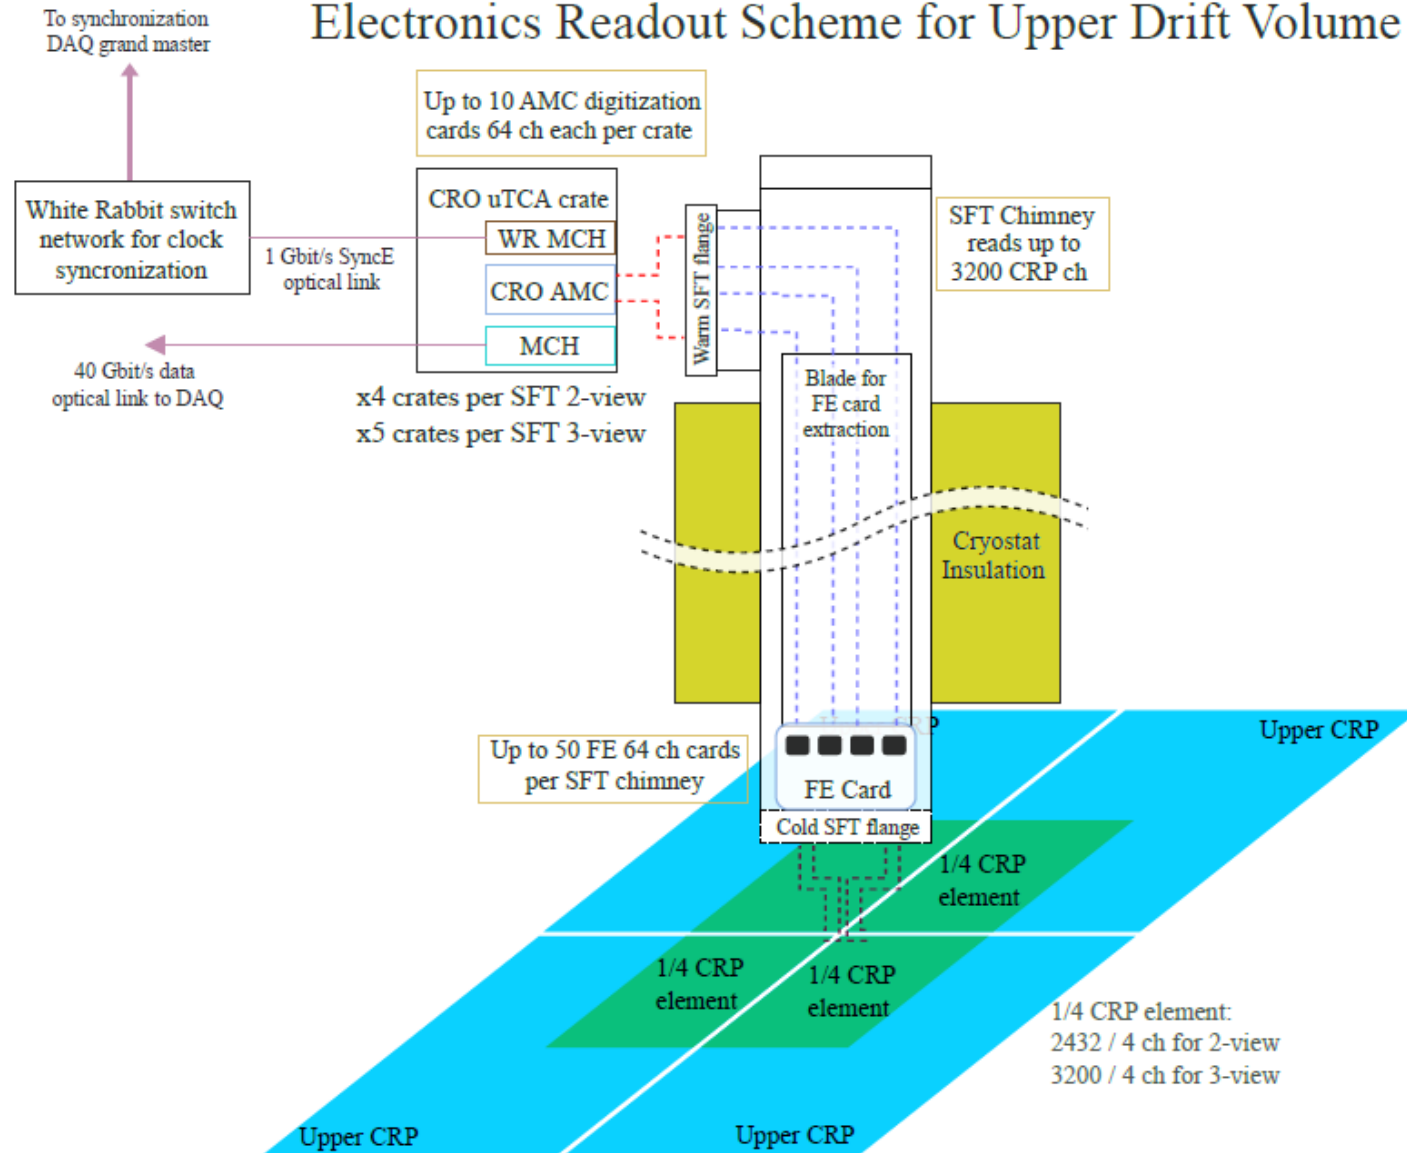 Electronics Readout Scheme for Upper Drift Volume
To synchronization
DAQ grand master
Up to 10 AMC digitization
cards 64 ch each per crate
White Rabbit switch
network for clock
syncronization
1 Gbit/s SyncE
optical link
CRO uTCA crate
WR MCH
CRO AMC
MCH
40 Gbit/s data
optical link to DAQ
x4 crates per SFT 2-view
x5 crates per SFT 3-view
Warm SFT flange
SFT Chimney
reads up to
3200 CRP ch
Blade for
FE card
extraction
Cryostat
Insulation
Upper CRP
Up to 50 FE 64 ch cards
per SFT chimney
FE Card
Cold SFT flange
1/4 CRP
element
1/4 CRP
element
1/4 CRP
element
1/4 CRP element:
2432 / 4 ch for 2-view
3200 / 4 ch for 3-view
Upper CRP
Upper CRP